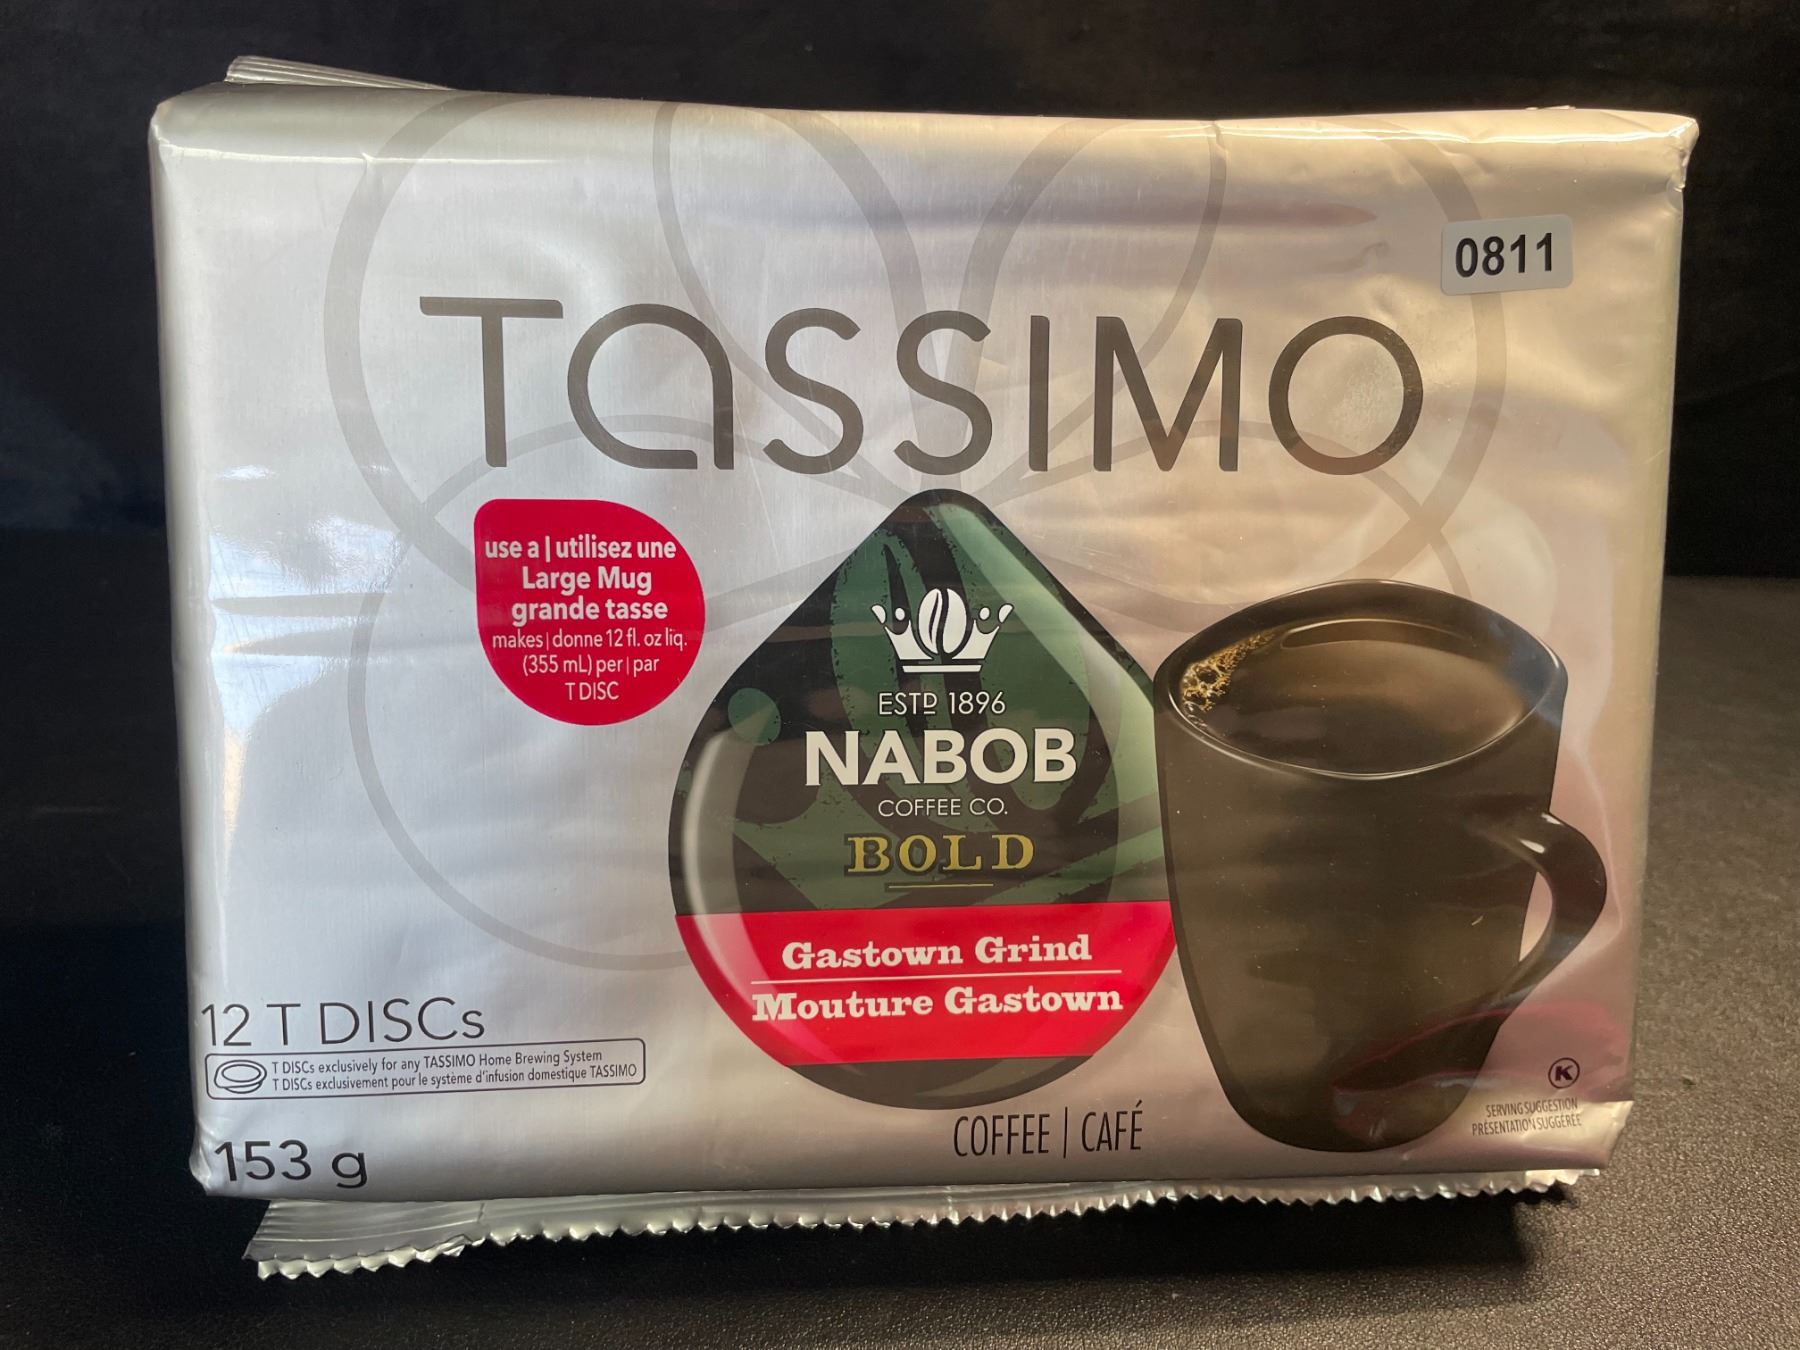 0811
TASSIMO
use a | utilisez une
Large Mug
grande tasse
makes | donne 12 fl. oz liq.
(355 mL) per | par
T DISC
ESTD 1896
NABOB
COFFEE CO.
BOLD
Gastown Grind
Mouture Gastown
12 T DISCs
T DISCs exclusively for any TASSIMO Home Brewing System
T DISCs exclusivement pour le système d'infusion domestique TASSIMO
153 g
COFFEE | CAFÉ
K
SERVING SUGGESTION
PRÉSENTATION SUGGÉRÉE